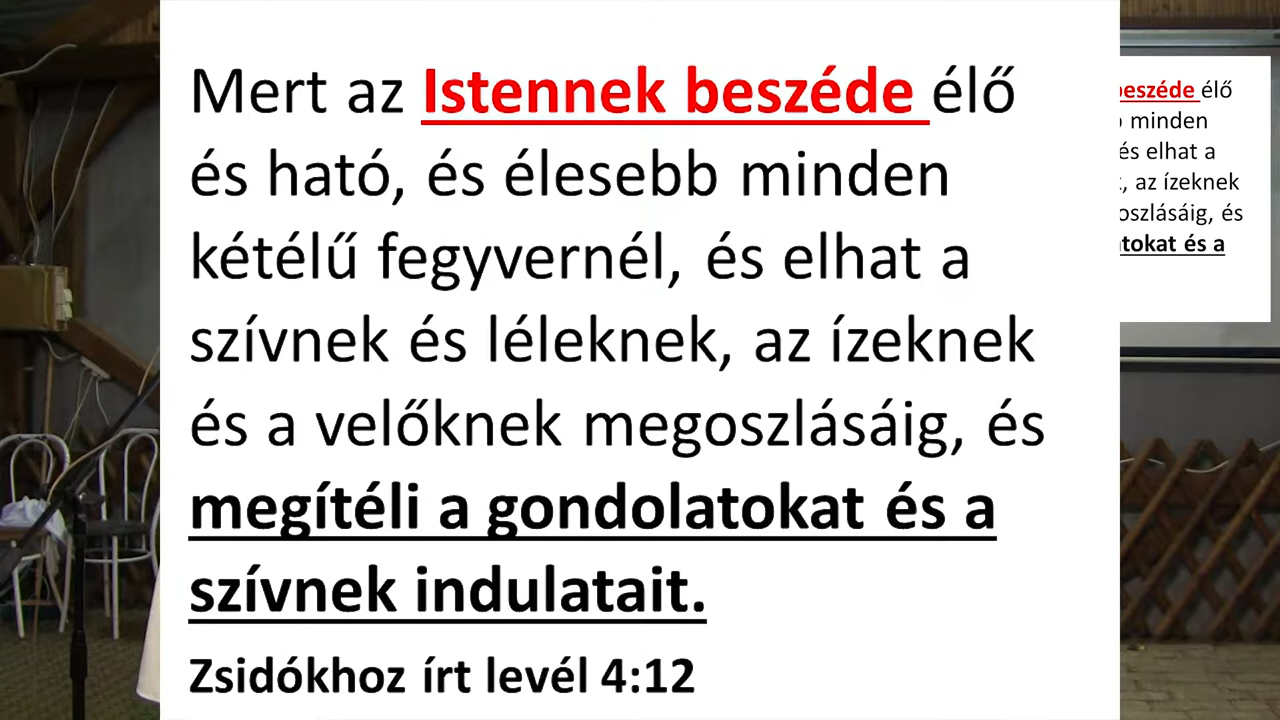 Mert az Istennek beszéde élő
és ható, és élesebb minden
kétélű fegyvernél, és elhat a
szívnek és léleknek, az ízeknek
és a velőknek megoszlásáig, és
megítéli a gondolatokat és a
szívnek indulatait.
Zsidókhoz írt levél 4:12
beszéde élő
minden
és elhat a
, az ízeknek
oszlásáig, és
tokat és a